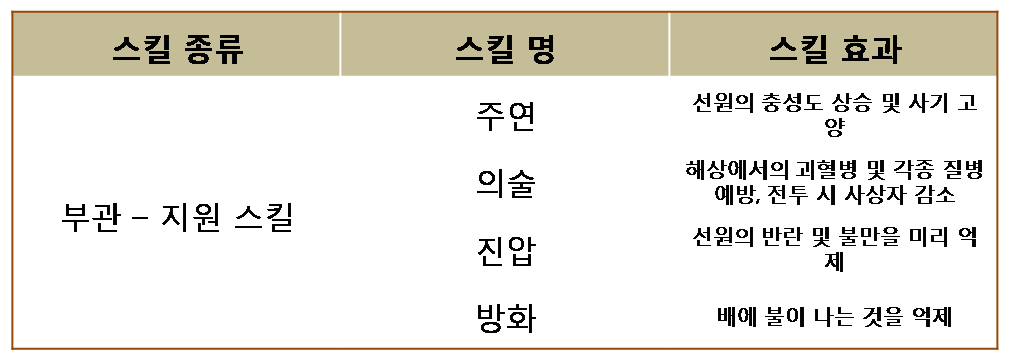 스킬 종류 스킬 명 스킬 효과
부관 – 지원 스킬
주연
선원의 충성도 상승 및 사기 고
양
의술
해상에서의 괴혈병 및 각종 질병
예방, 전투 시 사상자 감소
진압
선원의 반란 및 불만을 미리 억
제
방화
배에 불이 나는 것을 억제